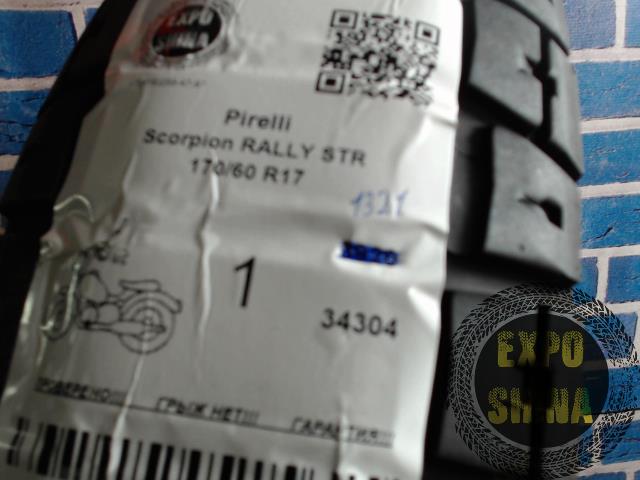 EXPO
SHINA
Pirelli
Scorpion RALLY STR
170/60 R17
1321
1
34304
ПРОВЕРЕНО!!! ГРЫЖ НЕТ!!! ГАРАНТИЯ!!!
EXPO
SHINA